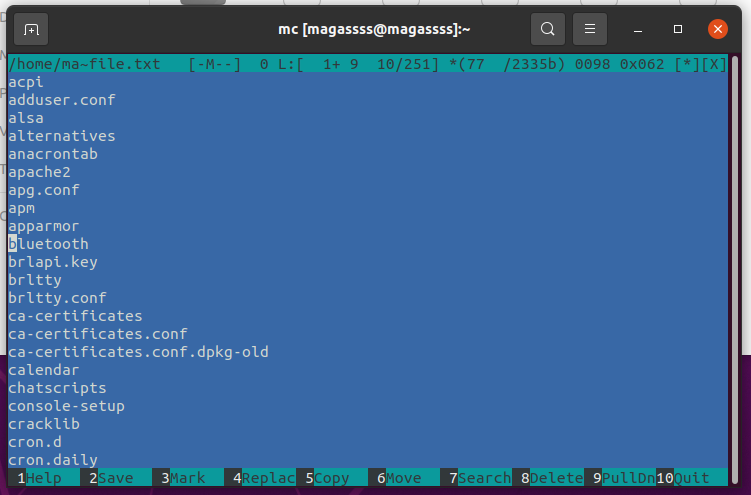 mc [magassss@magassss]:~
/home/ma~file.txt   [-M--]  0 L:[  1+ 9  10/251] *(77  /2335b) 0098 0x062 [*][X]
acpi
adduser.conf
alsa
alternatives
anacrontab
apache2
apg.conf
apm
apparmor
bluetooth
brlapi.key
brltty
brltty.conf
ca-certificates
ca-certificates.conf
ca-certificates.conf.dpkg-old
calendar
chatscripts
console-setup
cracklib
cron.d
cron.daily
1Help  2Save  3Mark  4Replac 5Copy  6Move  7Search 8Delete 9PullDn10Quit